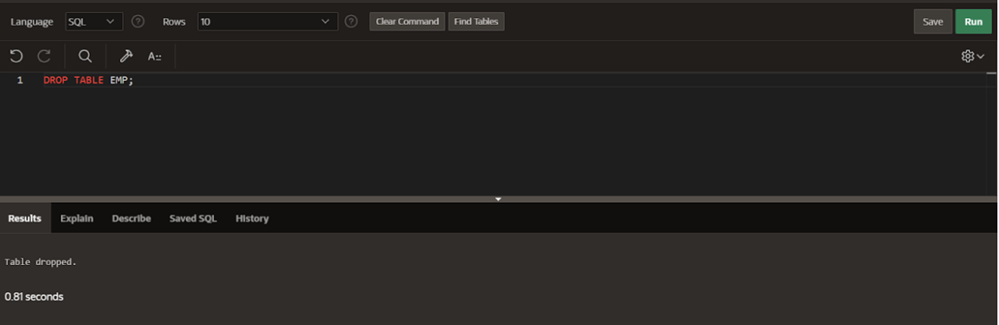 Language SQL Rows 10 Clear Command Find Tables Save Run
A::
1 DROP TABLE EMP;
Results Explain Describe Saved SQL History
Table dropped.
0.81 seconds